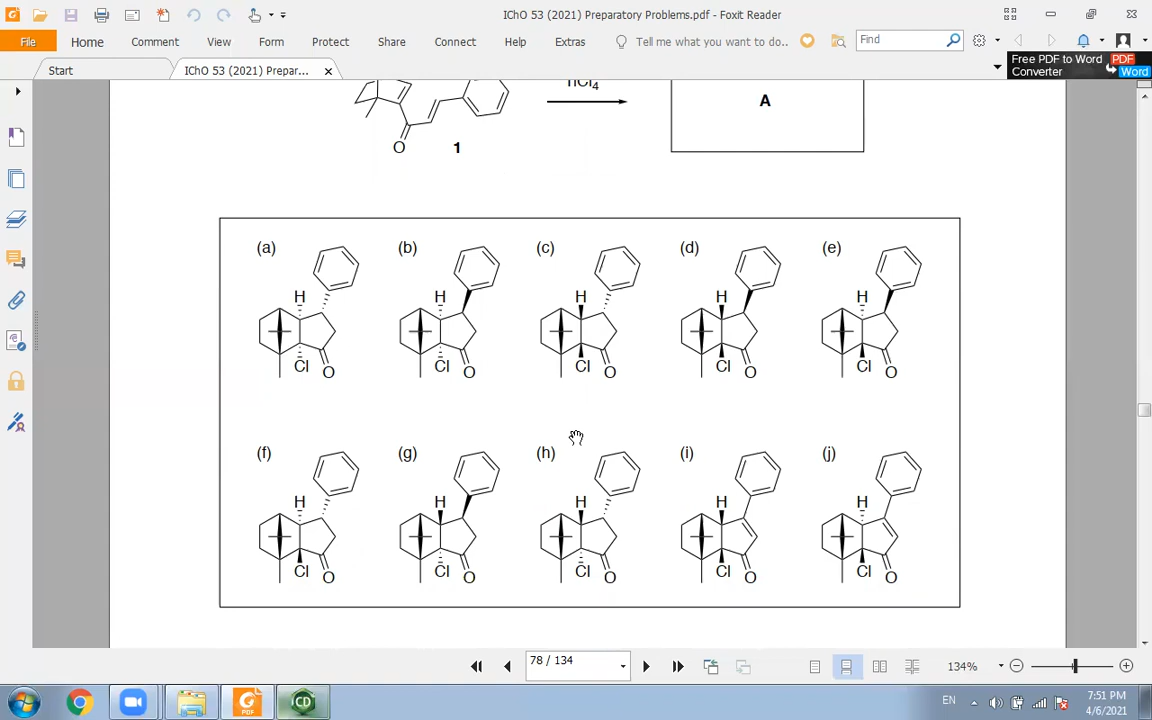 IChO 53 (2021) Preparatory Problems.pdf - Foxit Reader
File Home Comment View Form Protect Share Connect Help Extras Tell me what you want to do.. Find
Start IChO 53 (2021) Prepar...
Free PDF to Word Converter PDF Word
O 1 A
(a) (b) (c) (d) (e)
H H H H H
Cl O Cl O Cl O Cl O Cl O
(f) (g) (h) (i) (j)
H H H H H
Cl O Cl O Cl O Cl O Cl O
78 / 134 134%
EN 7:51 PM
4/6/2021